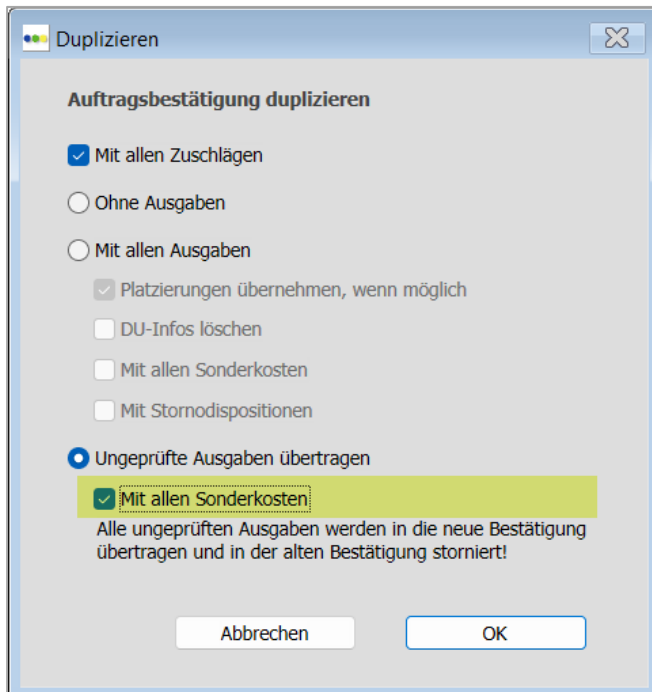 Duplizieren
Auftragsbestätigung duplizieren
Mit allen Zuschlägen
Ohne Ausgaben
Mit allen Ausgaben
Platzierungen übernehmen, wenn möglich
DU-Infos löschen
Mit allen Sonderkosten
Mit Stornodispositionen
Ungeprüfte Ausgaben übertragen
Mit allen Sonderkosten
Alle ungeprüften Ausgaben werden in die neue Bestätigung
übertragen und in der alten Bestätigung storniert!
Abbrechen OK